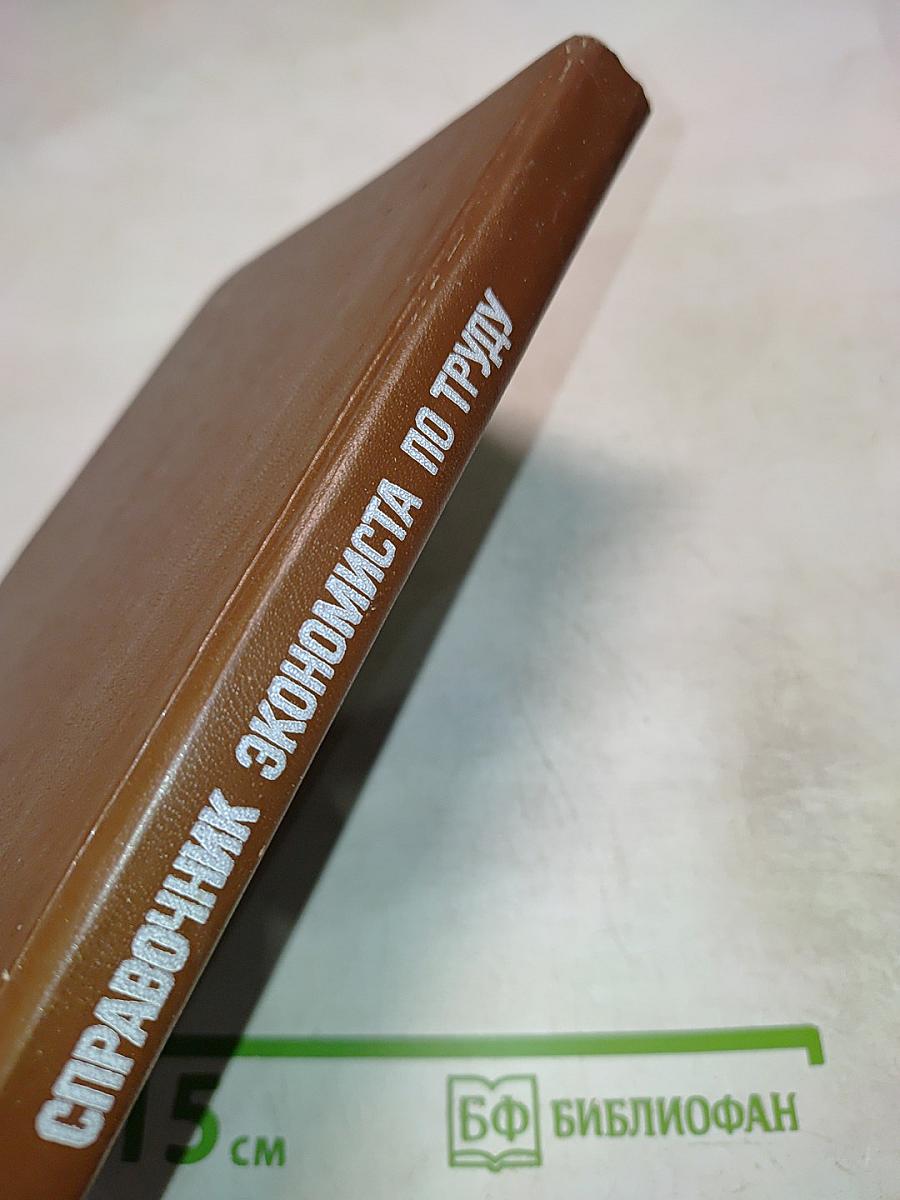 СПРАВОЧНИК ЭКОНОМИСТА ПО ТРУДУ
15 см
БФ БИБЛИОФАН